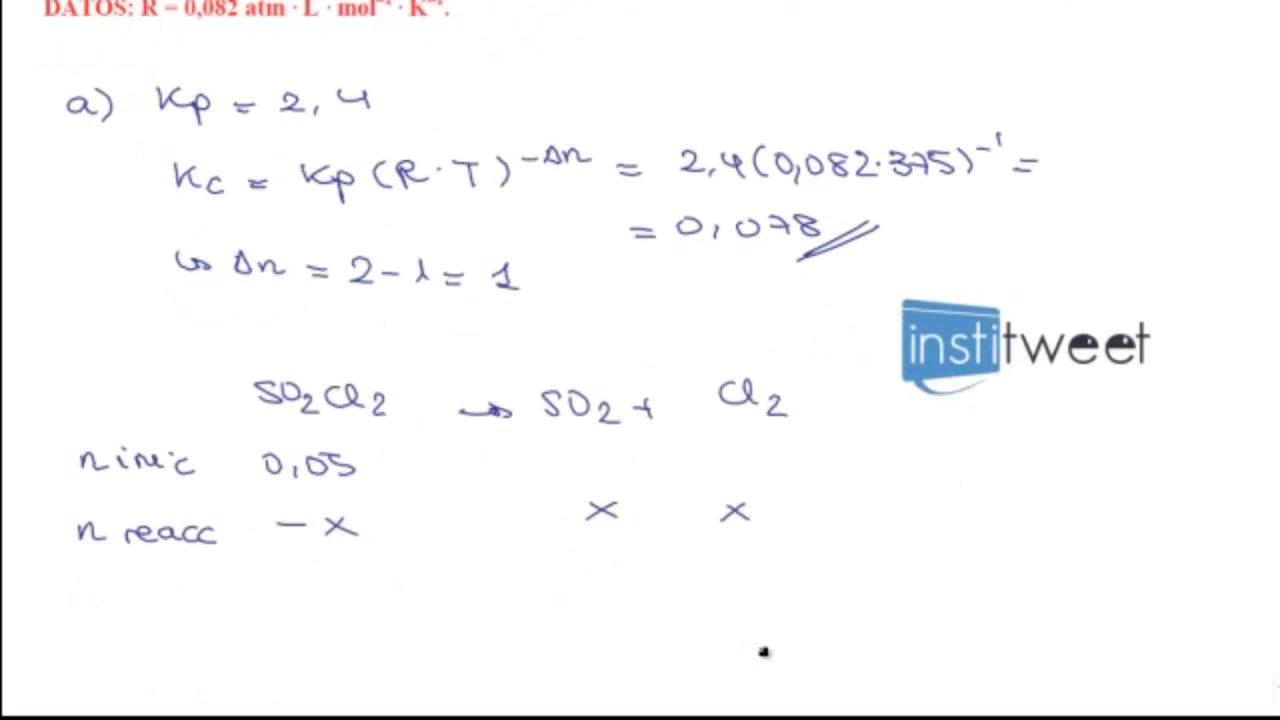 DATOS: R = 0,082 atm · L · mol⁻¹ · K⁻¹.
a) Kp = 2,4
Kc = Kp (R·T)^-Δn = 2,4(0,082·375)^-1 =
= 0,078
↳ Δn = 2-1 = 1
institweet
SO₂Cl₂ → SO₂ + Cl₂
n inic 0,05
n reacc -x x x